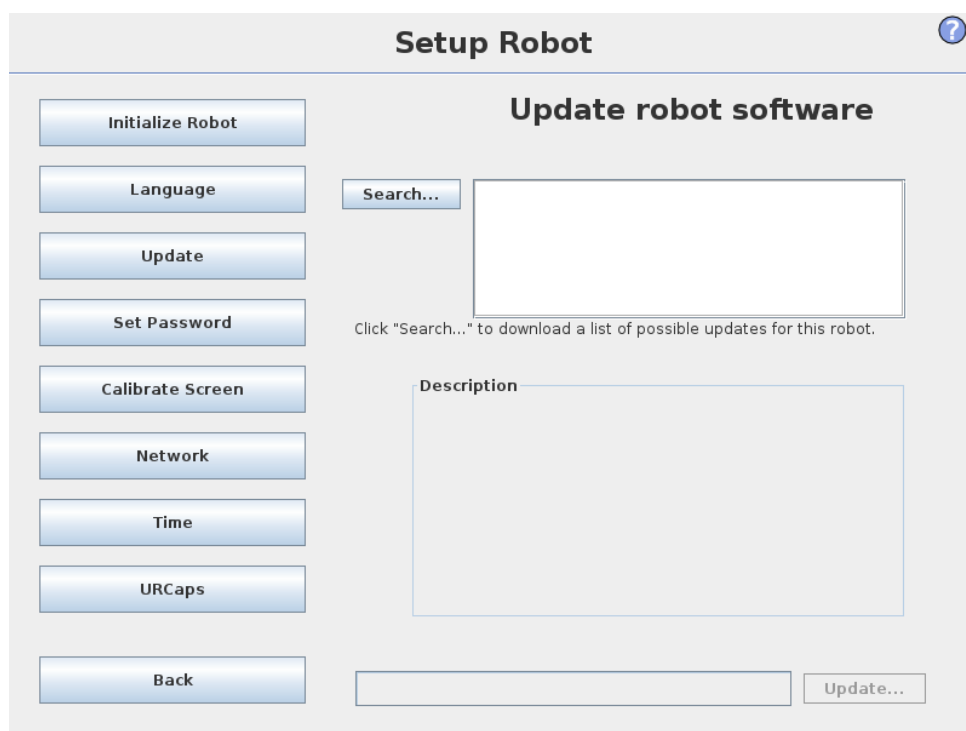 Setup Robot
?
Initialize Robot
Language
Update
Set Password
Calibrate Screen
Network
Time
URCaps
Back
Update robot software
Search...
Click "Search..." to download a list of possible updates for this robot.
Description
Update...